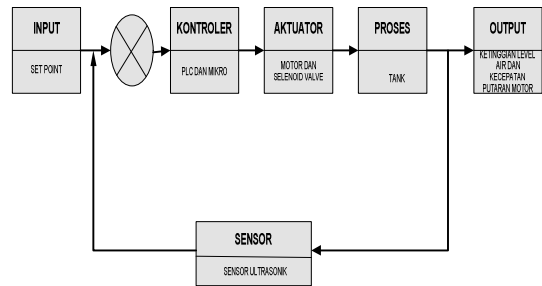 INPUT
SET POINT
KONTROLER
PLC DAN MIKRO
AKTUATOR
MOTOR DAN
SELENOID VALVE
PROSES
TANK
OUTPUT
KETINGGIAN LEVEL
AIR DAN
KECEPATAN
PUTARAN MOTOR
SENSOR
SENSOR ULTRASONIK